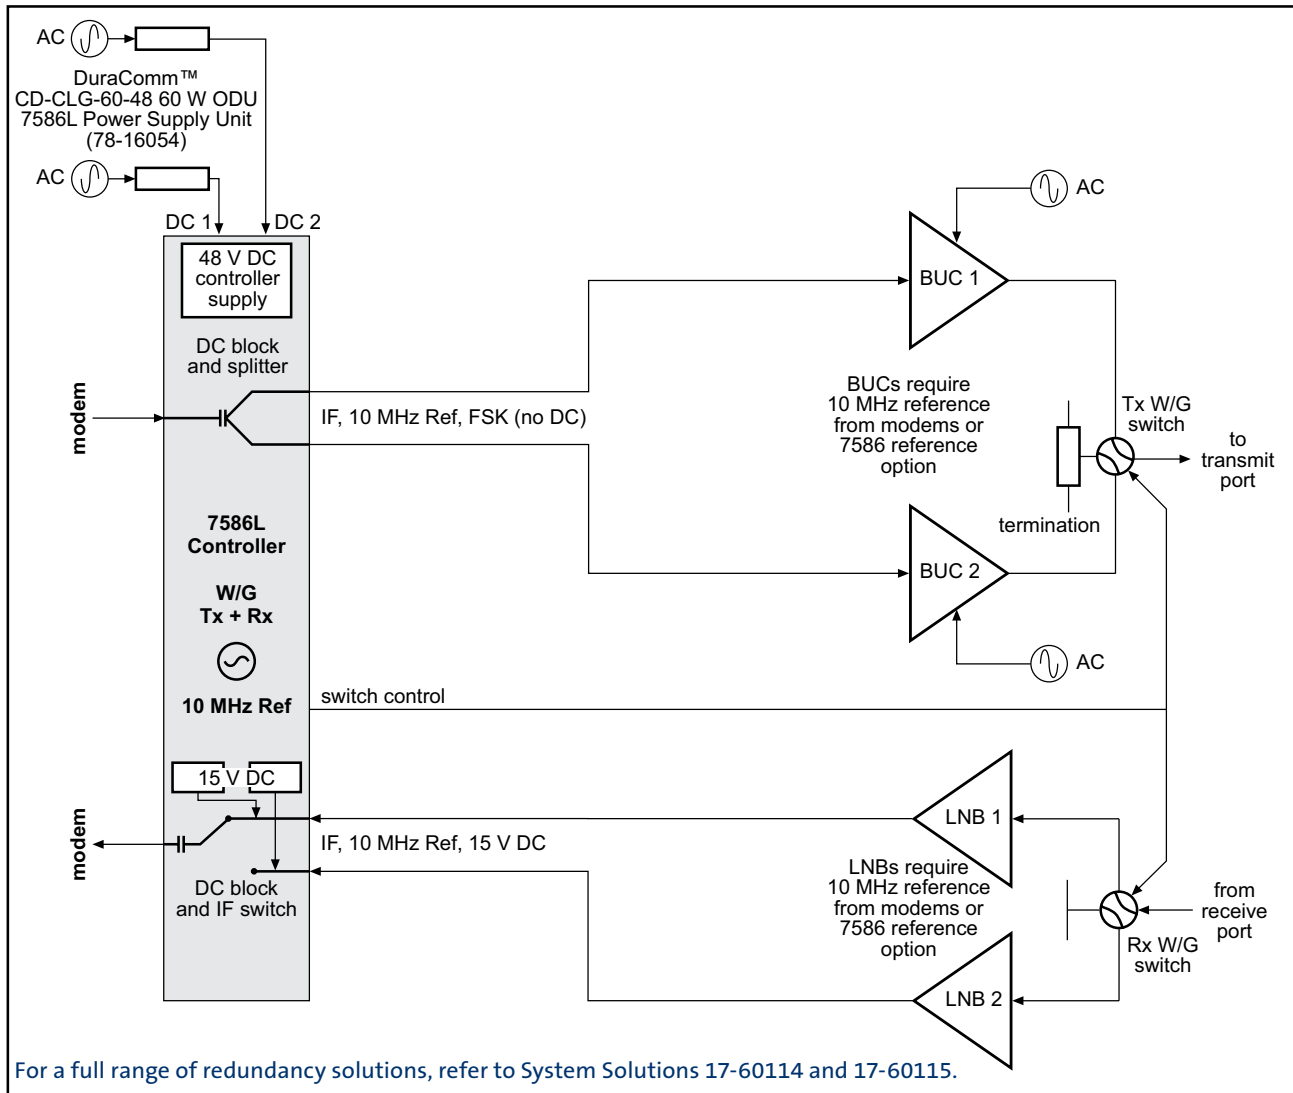 AC
DuraComm™
CD-CLG-60-48 60 W ODU
7586L Power Supply Unit
(78-16054)
AC
DC 1
DC 2
48 V DC
controller
supply
DC block
and splitter
modem
IF, 10 MHz Ref, FSK (no DC)
7586L
Controller
W/G
Tx + Rx
10 MHz Ref
switch control
15 V DC
modem
IF, 10 MHz Ref, 15 V DC
DC block
and IF switch
AC
BUC 1
BUCs require
10 MHz reference
from modems or
7586 reference
option
Tx W/G
switch
to
transmit
port
termination
BUC 2
AC
LNB 1
LNBs require
10 MHz reference
from modems or
7586 reference
option
from
receive
port
Rx W/G
switch
LNB 2
For a full range of redundancy solutions, refer to System Solutions 17-60114 and 17-60115.